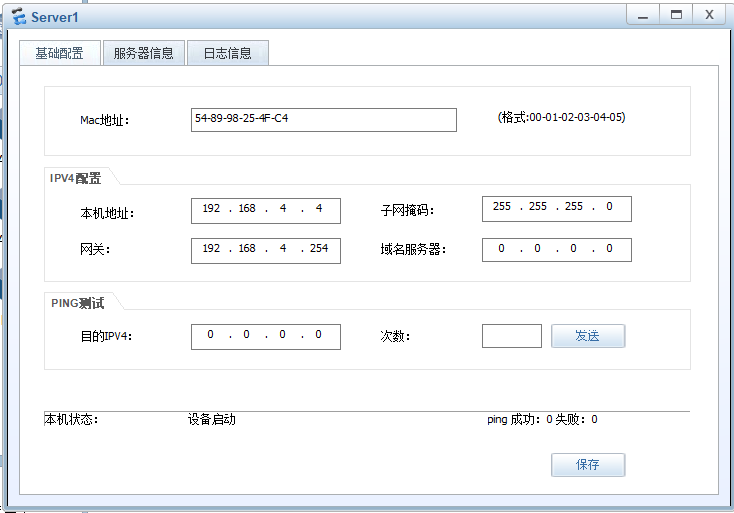 Server1
基础配置 服务器信息 日志信息
Mac地址: 54-89-98-25-4F-C4 (格式:00-01-02-03-04-05)
IPV4配置
本机地址: 192 . 168 . 4 . 4 子网掩码: 255 . 255 . 255 . 0
网关: 192 . 168 . 4 . 254 域名服务器: 0 . 0 . 0 . 0
PING测试
目的IPV4: 0 . 0 . 0 . 0 次数: 发送
本机状态: 设备启动 ping 成功: 0 失败: 0
保存